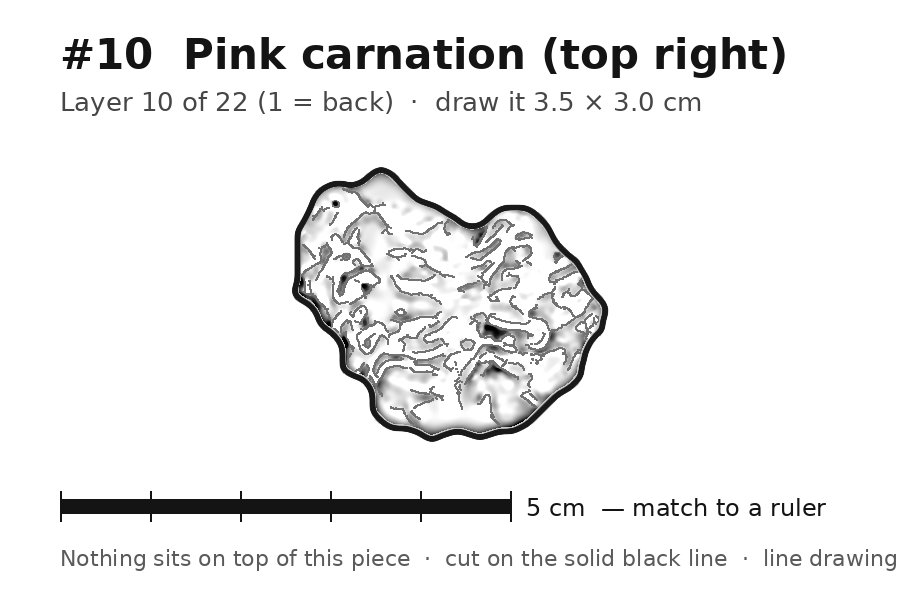 #10  Pink carnation (top right)
Layer 10 of 22 (1 = back)  ·  draw it 3.5 × 3.0 cm
5 cm  — match to a ruler
Nothing sits on top of this piece  ·  cut on the solid black line  ·  line drawing